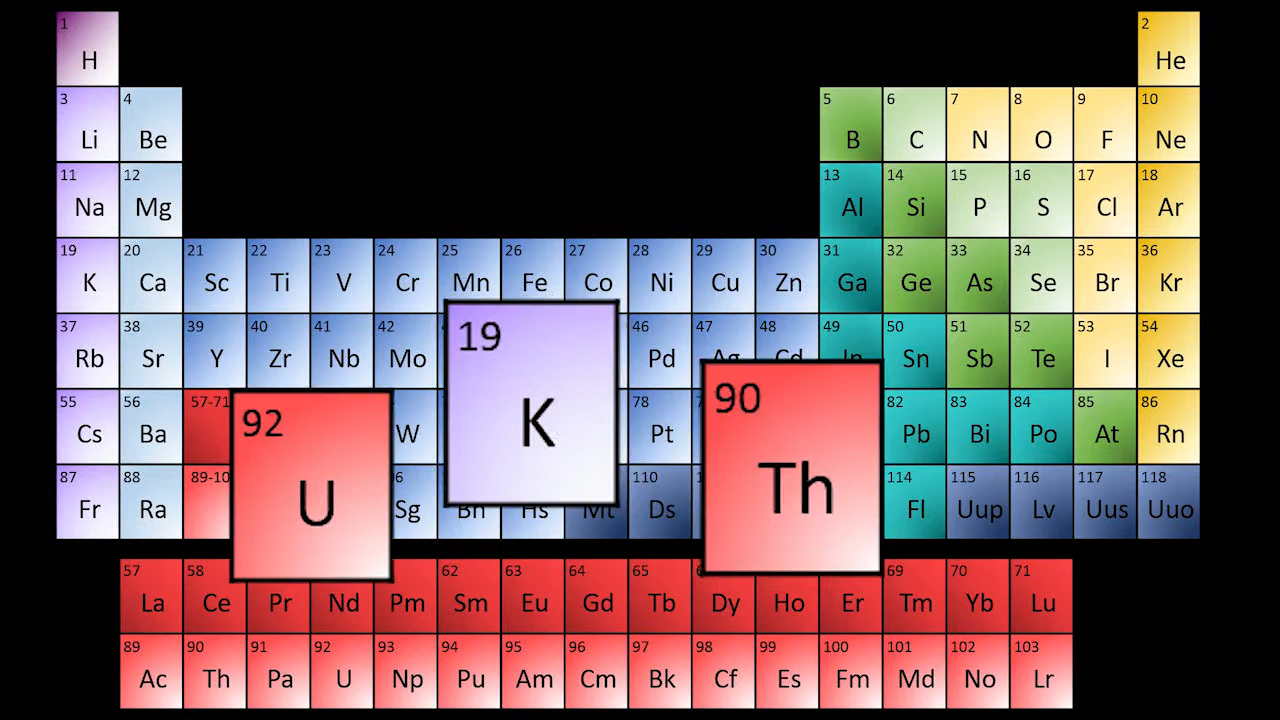 1 2
H He
3 4 5 6 7 8 9 10
Li Be B C N O F Ne
11 12 13 14 15 16 17 18
Na Mg Al Si P S Cl Ar
19 20 21 22 23 24 25 26 27 28 29 30 31 32 33 34 35 36
K Ca Sc Ti V Cr Mn Fe Co Ni Cu Zn Ga Ge As Se Br Kr
37 38 39 40 41 42 19 46 47 48 49 50 51 52 53 54
Rb Sr Y Zr Nb Mo Pd Ag Cd In Sn Sb Te I Xe
55 56 57-71 92 K 78 90 82 83 84 85 86
Cs Ba W Pt Pb Bi Po At Rn
87 88 89-10 U 110 Th 114 115 116 117 118
Fr Ra Sg Bh Hs Mt Ds Fl Uup Lv Uus Uuo
57 58 62 63 64 65 69 70 71
La Ce Pr Nd Pm Sm Eu Gd Tb Dy Ho Er Tm Yb Lu
89 90 91 92 93 94 95 96 97 98 99 100 101 102 103
Ac Th Pa U Np Pu Am Cm Bk Cf Es Fm Md No Lr